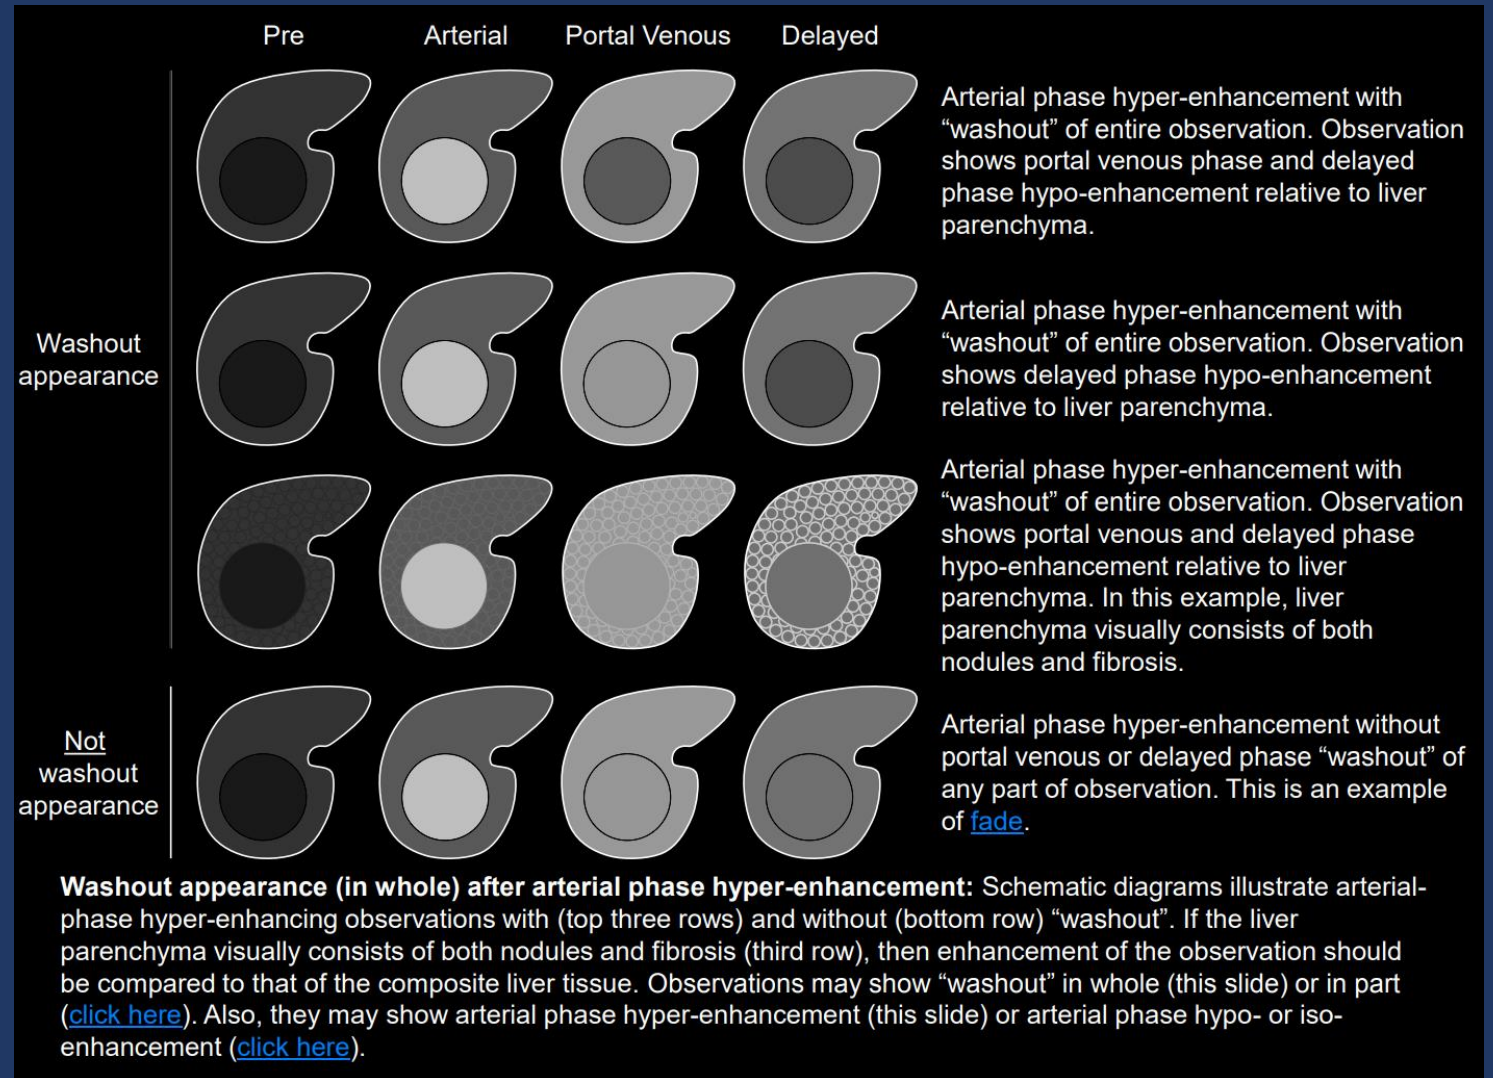 Pre Arterial Portal Venous Delayed
Arterial phase hyper-enhancement with
“washout” of entire observation. Observation
shows portal venous phase and delayed
phase hypo-enhancement relative to liver
parenchyma.
Washout
appearance
Arterial phase hyper-enhancement with
“washout” of entire observation. Observation
shows delayed phase hypo-enhancement
relative to liver parenchyma.
Arterial phase hyper-enhancement with
“washout” of entire observation. Observation
shows portal venous and delayed phase
hypo-enhancement relative to liver
parenchyma. In this example, liver
parenchyma visually consists of both
nodules and fibrosis.
Not
washout
appearance
Arterial phase hyper-enhancement without
portal venous or delayed phase “washout” of
any part of observation. This is an example
of fade.
Washout appearance (in whole) after arterial phase hyper-enhancement: Schematic diagrams illustrate arterial-
phase hyper-enhancing observations with (top three rows) and without (bottom row) “washout”. If the liver
parenchyma visually consists of both nodules and fibrosis (third row), then enhancement of the observation should
be compared to that of the composite liver tissue. Observations may show “washout” in whole (this slide) or in part
(click here). Also, they may show arterial phase hyper-enhancement (this slide) or arterial phase hypo- or iso-
enhancement (click here).